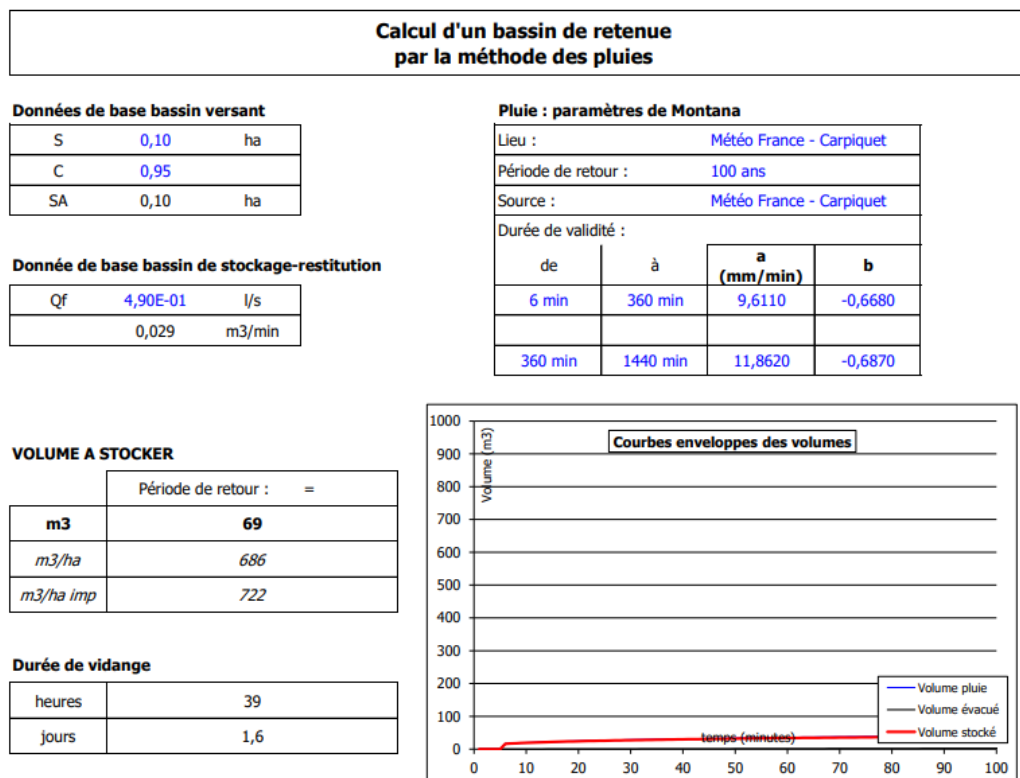 Calcul d'un bassin de retenue
par la méthode des pluies
Données de base bassin versant
S 0,10 ha
C 0,95
SA 0,10 ha
Donnée de base bassin de stockage-restitution
Qf 4,90E-01 l/s
0,029 m3/min
Pluie : paramètres de Montana
Lieu : Météo France - Carpiquet
Période de retour : 100 ans
Source : Météo France - Carpiquet
Durée de validité :
de à a (mm/min) b
6 min 360 min 9,6110 -0,6680
360 min 1440 min 11,8620 -0,6870
VOLUME A STOCKER
Période de retour : =
m3 69
m3/ha 686
m3/ha imp 722
Durée de vidange
heures 39
jours 1,6
Courbes enveloppes des volumes
Volume (m3)
1000
900
800
700
600
500
400
300
200
100
0
temps (minutes)
Volume pluie
Volume évacué
Volume stocké
0 10 20 30 40 50 60 70 80 90 100